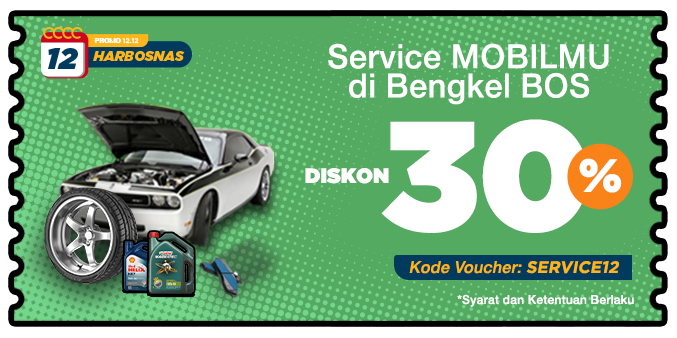 12
PROMO 12.12
HARBOSNAS
Service MOBILMU
di Bengkel BOS
DISKON
30%
Kode Voucher: SERVICE12
*Syarat dan Ketentuan Berlaku